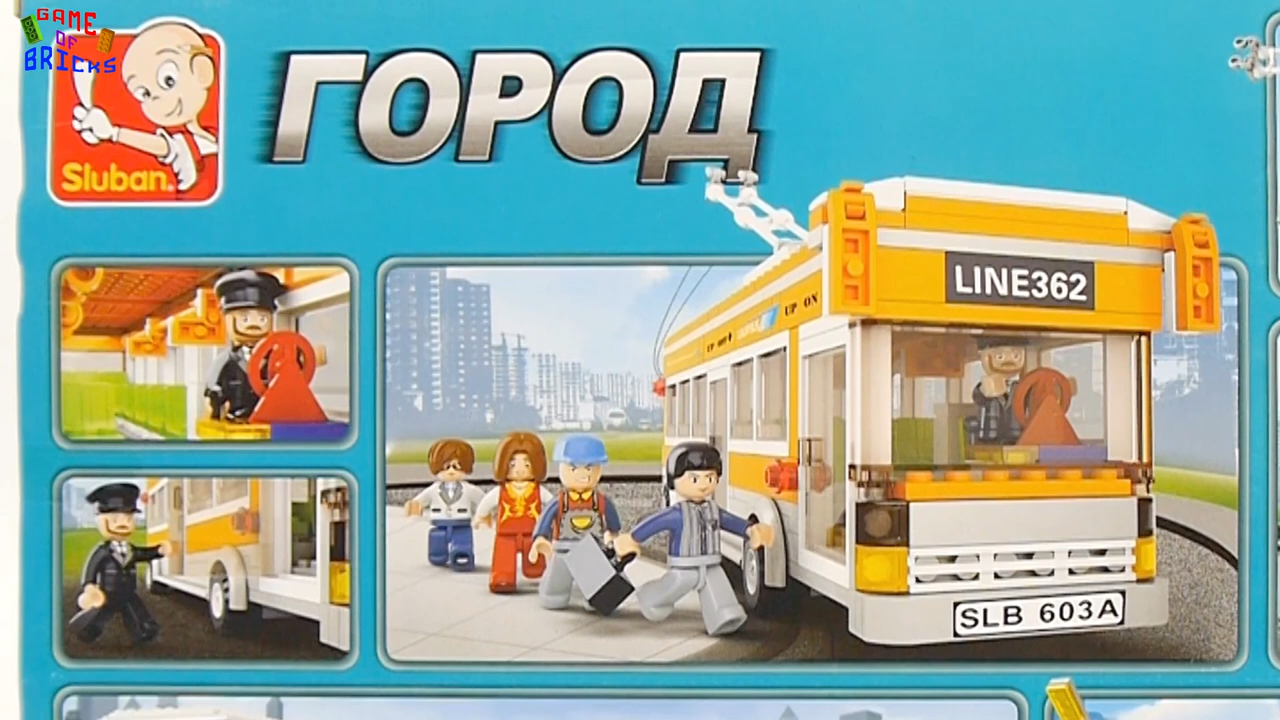 GAME
OF
BRICKS
Sluban
ГОРОД
LINE362
UP ON
SLB 603A